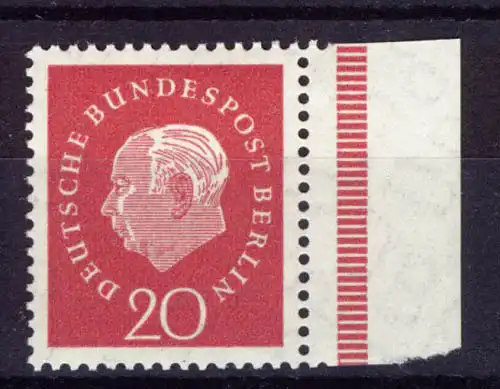 DEUTSCHE BUNDESPOST BERLIN
20